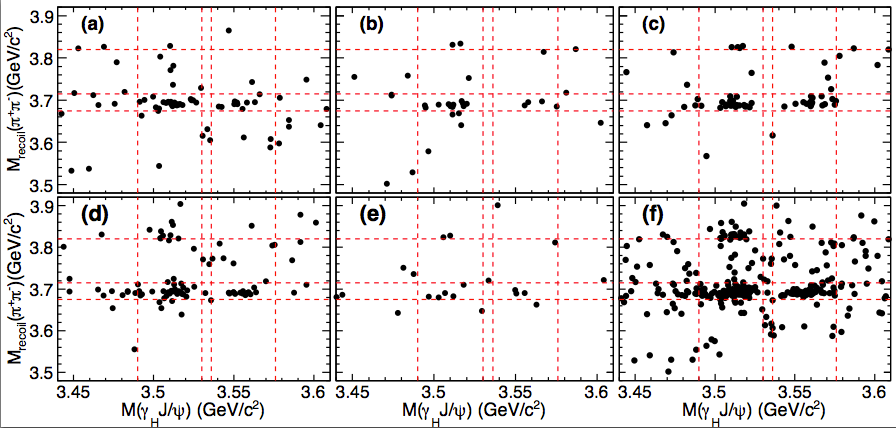 (a) (b) (c)
3.9
3.8
3.7
3.6
3.5
M_recoil(π+π-)(GeV/c²)
(d) (e) (f)
3.9
3.8
3.7
3.6
3.5
M_recoil(π+π-)(GeV/c²)
3.45 3.5 3.55 3.6 3.45 3.5 3.55 3.6 3.45 3.5 3.55 3.6
M(γ_H J/ψ) (GeV/c²) M(γ_H J/ψ) (GeV/c²) M(γ_H J/ψ) (GeV/c²)